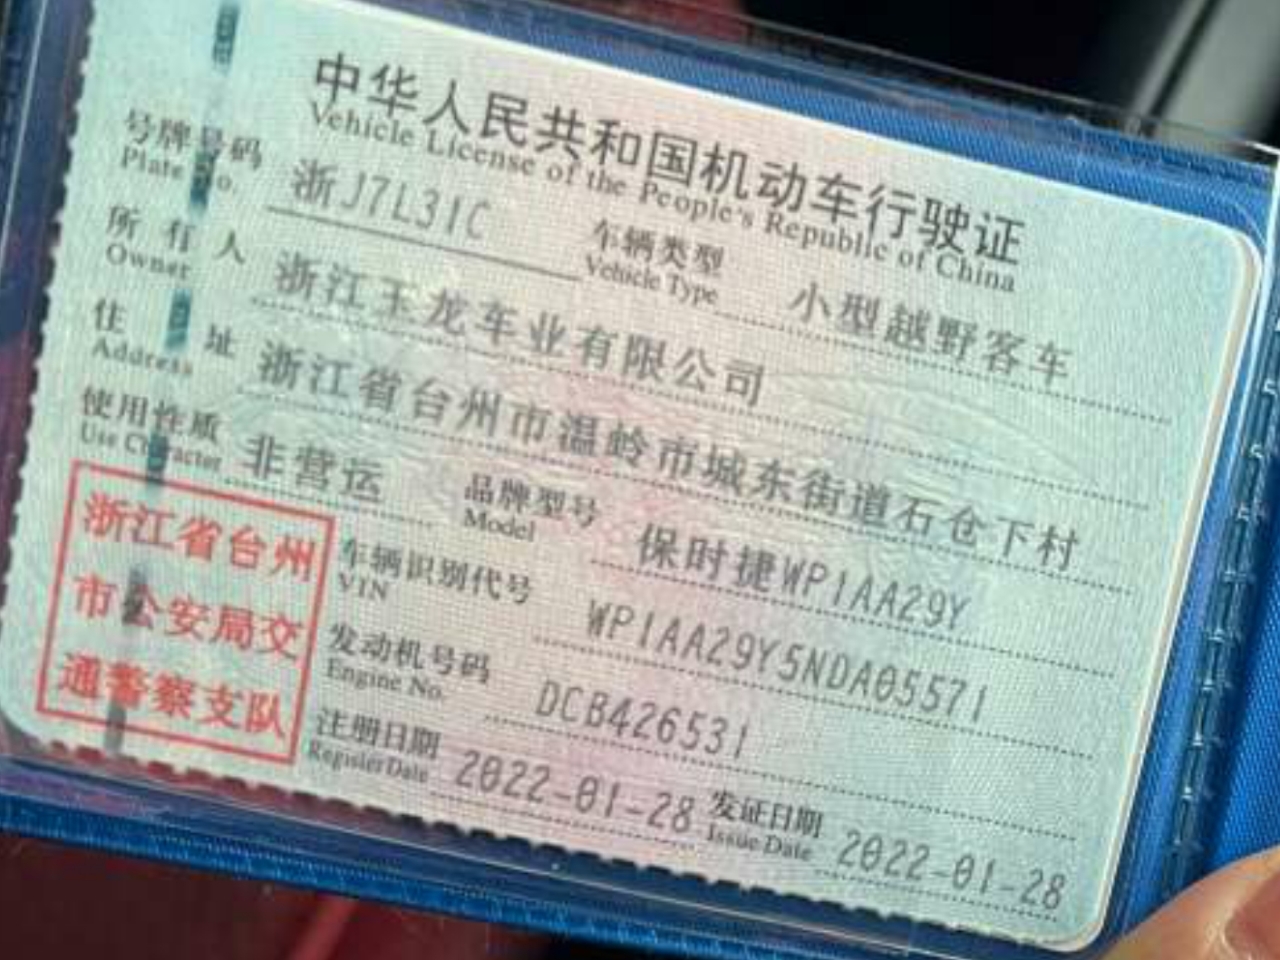 中华人民共和国机动车行驶证
Vehicle License of the People's Republic of China
号牌号码 浙J7L31C 车辆类型 小型越野客车
Plate No. Vehicle Type
所有人 浙江玉龙车业有限公司
Owner
住址 浙江省台州市温岭市城东街道石仓下村
Address
使用性质 非营运 品牌型号 保时捷WP1AA29Y
Use Character Model
浙江省台州
市公安局交
通警察支队
车辆识别代号 WP1AA29Y5NDA05571
VIN
发动机号码 DCB426531
Engine No.
注册日期 2022-01-28 发证日期 2022-01-28
Register Date Issue Date